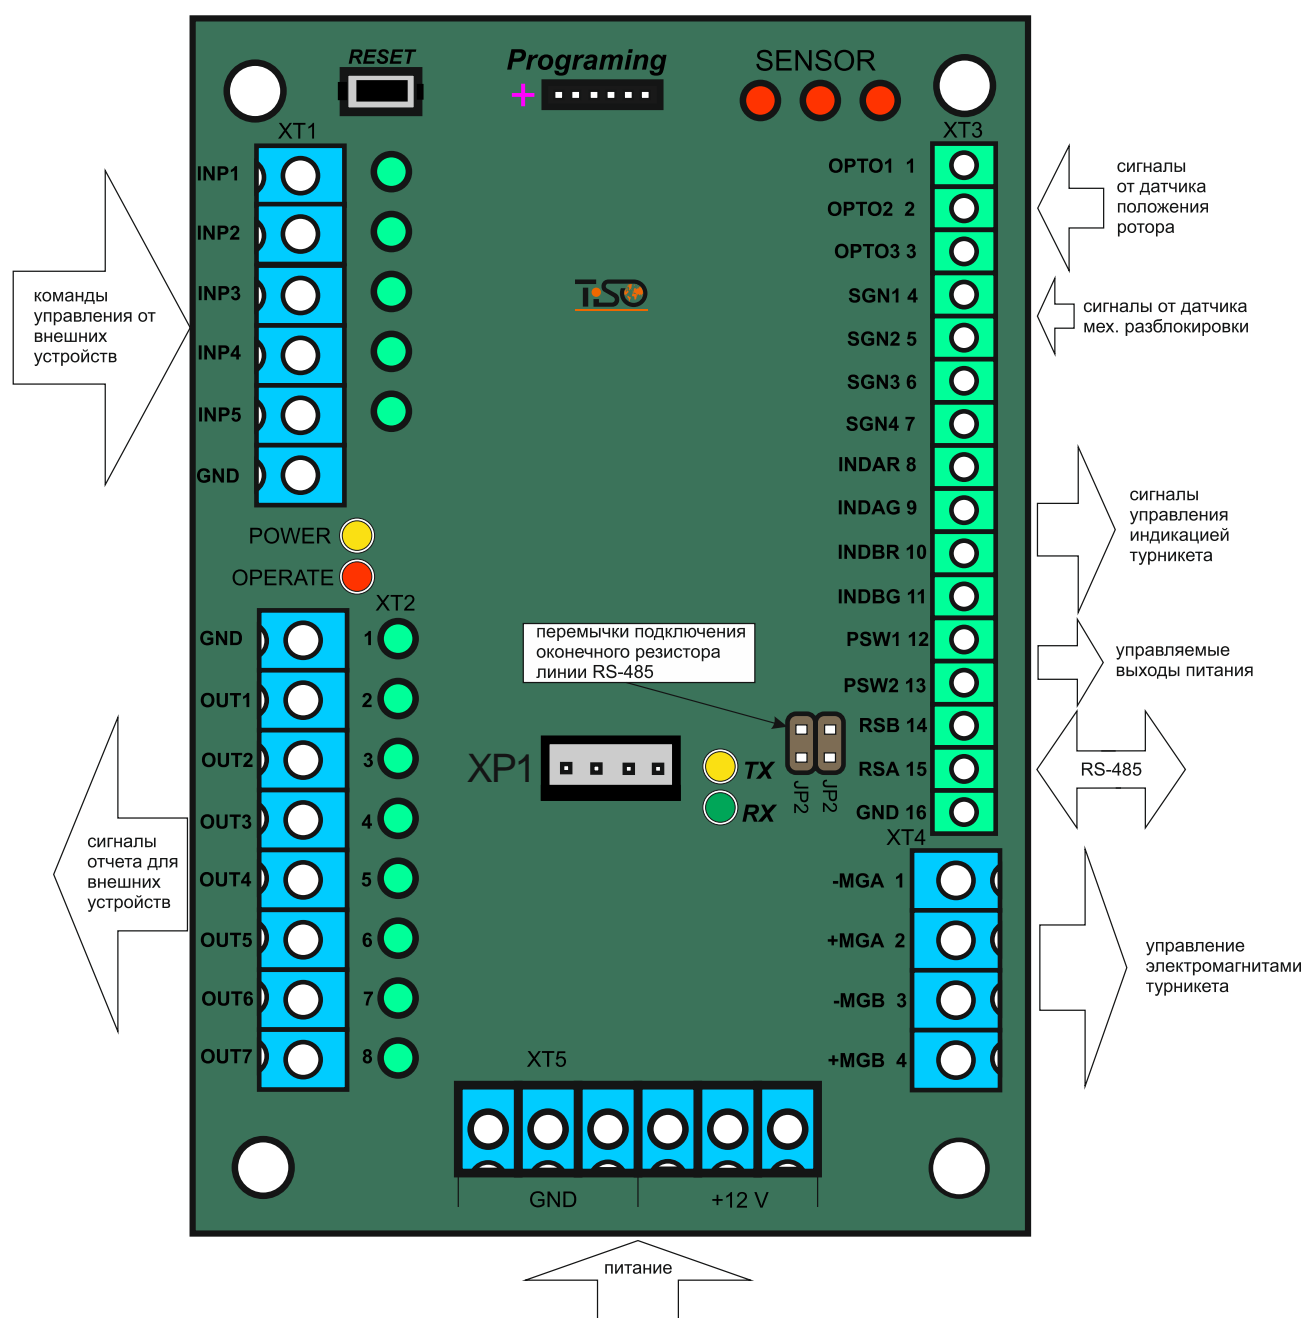 RESET
Programing
+
SENSOR
XT1
INP1
INP2
INP3
INP4
INP5
GND
команды
управления от
внешних
устройств
POWER
OPERATE
XT2
GND 1
OUT1 2
OUT2 3
OUT3 4
OUT4 5
OUT5 6
OUT6 7
OUT7 8
сигналы
отчета для
внешних
устройств
TiSO
перемычки подключения
оконечного резистора
линии RS-485
XP1
TX
RX
JP2
JP2
XT3
OPTO1 1
OPTO2 2
OPTO3 3
SGN1 4
SGN2 5
SGN3 6
SGN4 7
INDAR 8
INDAG 9
INDBR 10
INDBG 11
PSW1 12
PSW2 13
RSB 14
RSA 15
GND 16
сигналы
от датчика
положения
ротора
сигналы от датчика
мех. разблокировки
сигналы
управления
индикацией
турникета
управляемые
выходы питания
RS-485
XT4
-MGA 1
+MGA 2
-MGB 3
+MGB 4
управление
электромагнитами
турникета
XT5
GND
+12 V
питание